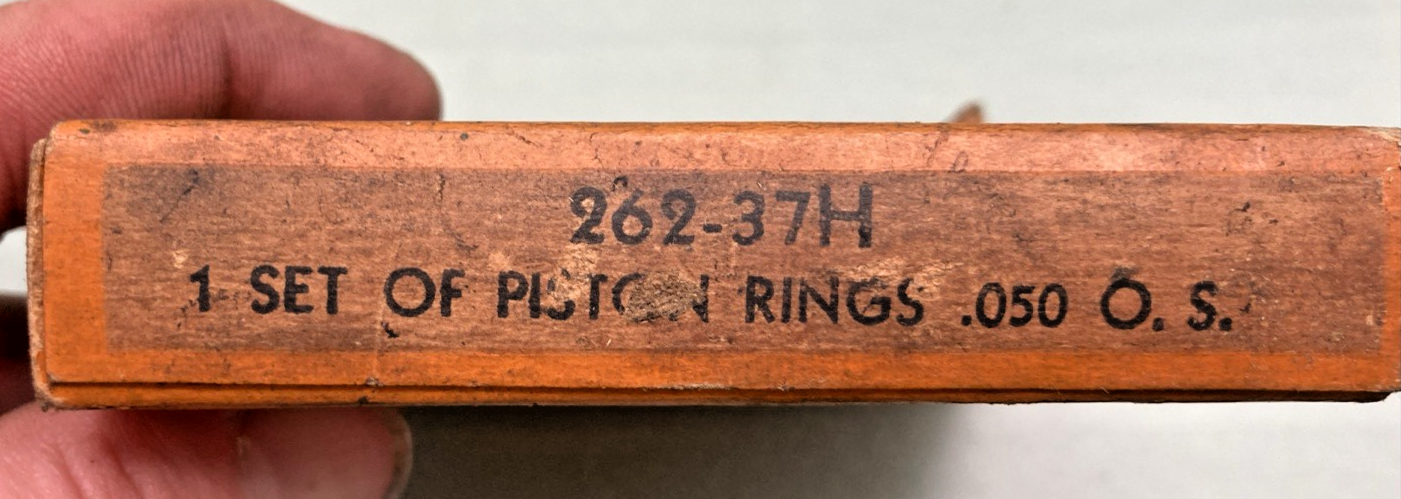 262-37H
1 SET OF PISTON RINGS .050 O. S.